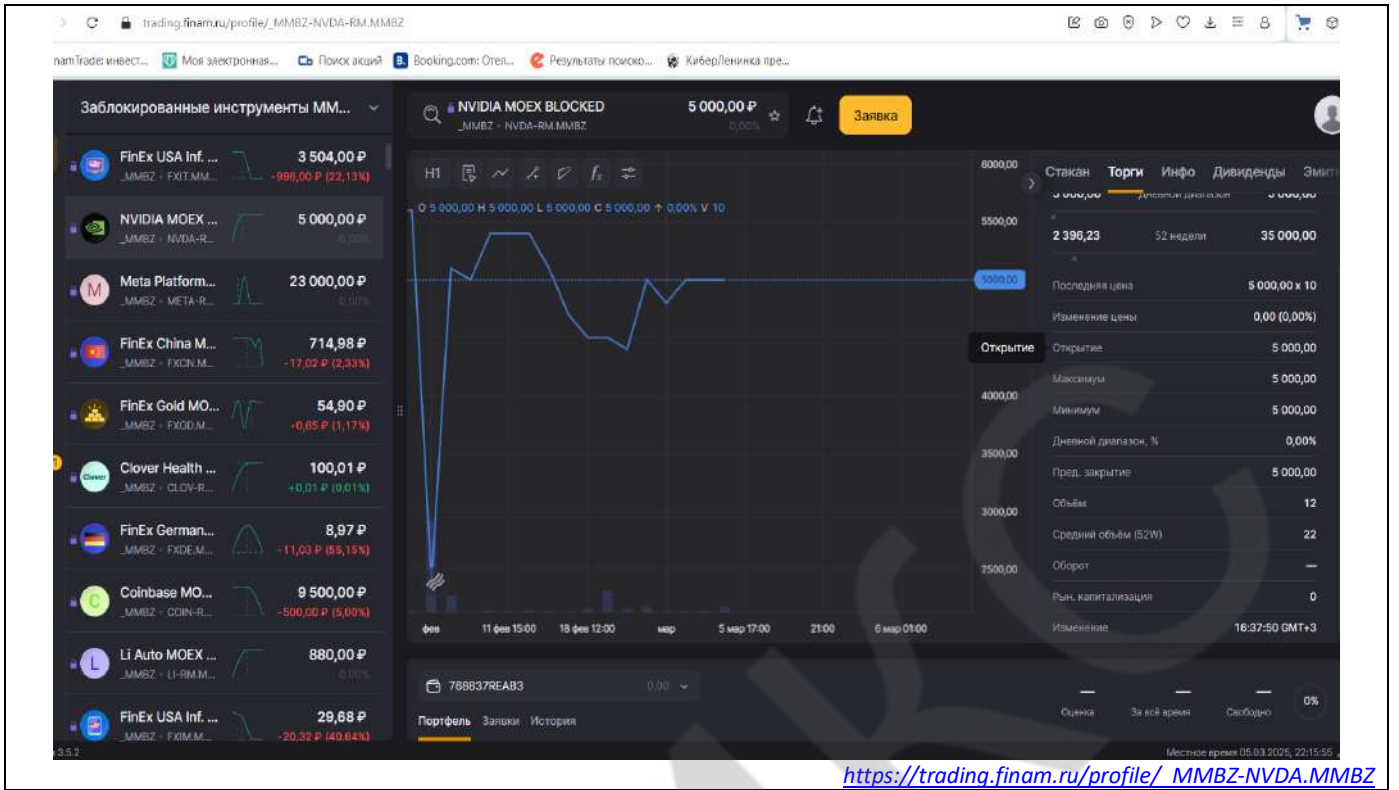 trading.finam.ru/profile/_MMBZ-NVDA-RM.MMBZ
namTrade: инвест... Моя электронная... Поиск акций Booking.com: Отел... Результаты поиско... КиберЛенинка пре...
Заблокированные инструменты MM...
FinEx USA Inf. ... 3 504,00 ₽
_MMBZ - FXIT.MM... -996,00 ₽ (22,13%)
NVIDIA MOEX ... 5 000,00 ₽
_MMBZ - NVDA-R... 0,00%
Meta Platform... 23 000,00 ₽
_MMBZ - META-R... 0,00%
FinEx China M... 714,98 ₽
_MMBZ - FXCN.M... -17,02 ₽ (2,33%)
FinEx Gold MO... 54,90 ₽
_MMBZ - FXGD.M... -0,65 ₽ (1,17%)
Clover Health ... 100,01 ₽
_MMBZ - CLOV-R... +0,01 ₽ (0,01%)
FinEx German... 8,97 ₽
_MMBZ - FXDE.M... -11,03 ₽ (55,15%)
Coinbase MO... 9 500,00 ₽
_MMBZ - COIN-R... -500,00 ₽ (5,00%)
Li Auto MOEX ... 880,00 ₽
_MMBZ - LI-RM.M... 0,00%
FinEx USA Inf. ... 29,68 ₽
_MMBZ - FXIM.M... -20,32 ₽ (40,64%)
3.5.2
NVIDIA MOEX BLOCKED 5 000,00 ₽
_MMBZ - NVDA-RM.MMBZ 0,00%
Заявка
H1
O 5 000,00 H 5 000,00 L 5 000,00 C 5 000,00 0,00% V 10
6000,00
5500,00
5000,00
4000,00
3500,00
3000,00
2500,00
Открытие
фев 11 фев 15:00 18 фев 12:00 мар 5 мар 17:00 21:00 6 мар 01:00
768837REAB3 0,00
Портфель Заявки История
Стакан Торги Инфо Дивиденды Эмит
5 000,00 Дневной диапазон 5 000,00
2 396,23 52 недели 35 000,00
Последняя цена 5 000,00 x 10
Изменение цены 0,00 (0,00%)
Открытие 5 000,00
Максимум 5 000,00
Минимум 5 000,00
Дневной диапазон, % 0,00%
Пред. закрытие 5 000,00
Объём 12
Средний объём (52W) 22
Оборот —
Рын. капитализация 0
Изменение 16:37:50 GMT+3
— — — 0%
Оценка За всё время Свободно
Местное время 05.03.2025, 22:15:55
https://trading.finam.ru/profile/_MMBZ-NVDA.MMBZ